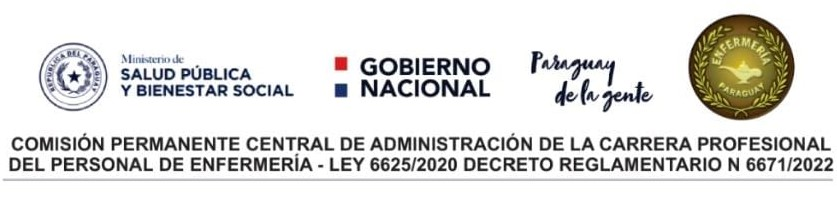 REPUBLICA DEL PARAGUAY
Ministerio de
SALUD PÚBLICA
Y BIENESTAR SOCIAL
GOBIERNO
NACIONAL
Paraguay
de la gente
ENFERMERÍA
PARAGUAY
COMISIÓN PERMANENTE CENTRAL DE ADMINISTRACIÓN DE LA CARRERA PROFESIONAL
DEL PERSONAL DE ENFERMERÍA - LEY 6625/2020 DECRETO REGLAMENTARIO N 6671/2022